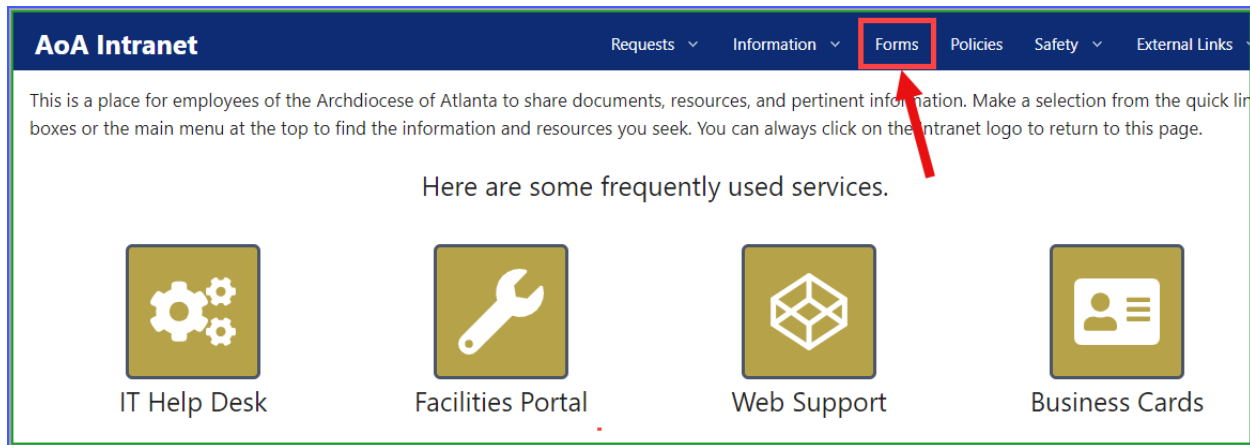 AoA Intranet Requests Information Forms Policies Safety External Links
This is a place for employees of the Archdiocese of Atlanta to share documents, resources, and pertinent information. Make a selection from the quick
boxes or the main menu at the top to find the information and resources you seek. You can always click on the Intranet logo to return to this page.
Here are some frequently used services.
IT Help Desk Facilities Portal Web Support Business Cards